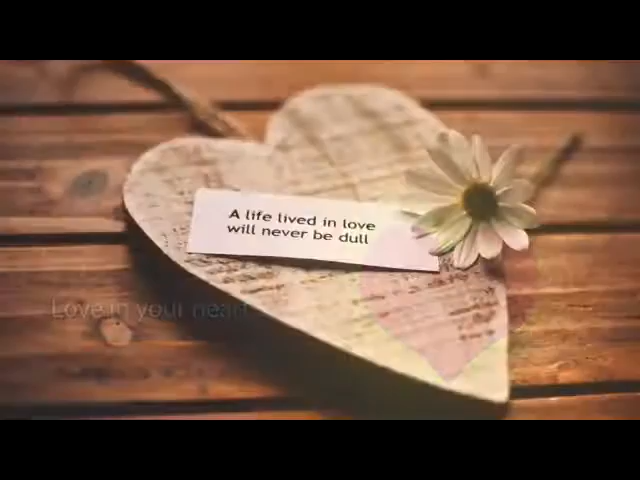 A life lived in love
will never be dull
Love in your heart